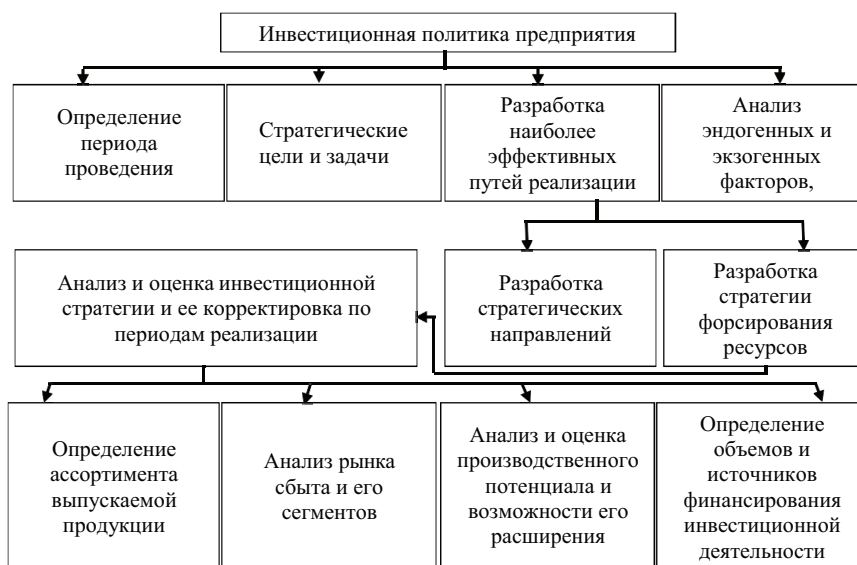 Инвестиционная политика предприятия
Определение
периода
проведения
Стратегические
цели и задачи
Разработка
наиболее
эффективных
путей реализации
Анализ
эндогенных и
экзогенных
факторов,
Анализ и оценка инвестиционной
стратегии и ее корректировка по
периодам реализации
Разработка
стратегических
направлений
Разработка
стратегии
форсирования
ресурсов
Определение
ассортимента
выпускаемой
продукции
Анализ рынка
сбыта и его
сегментов
Анализ и оценка
производственного
потенциала и
возможности его
расширения
Определение
объемов и
источников
финансирования
инвестиционной
деятельности